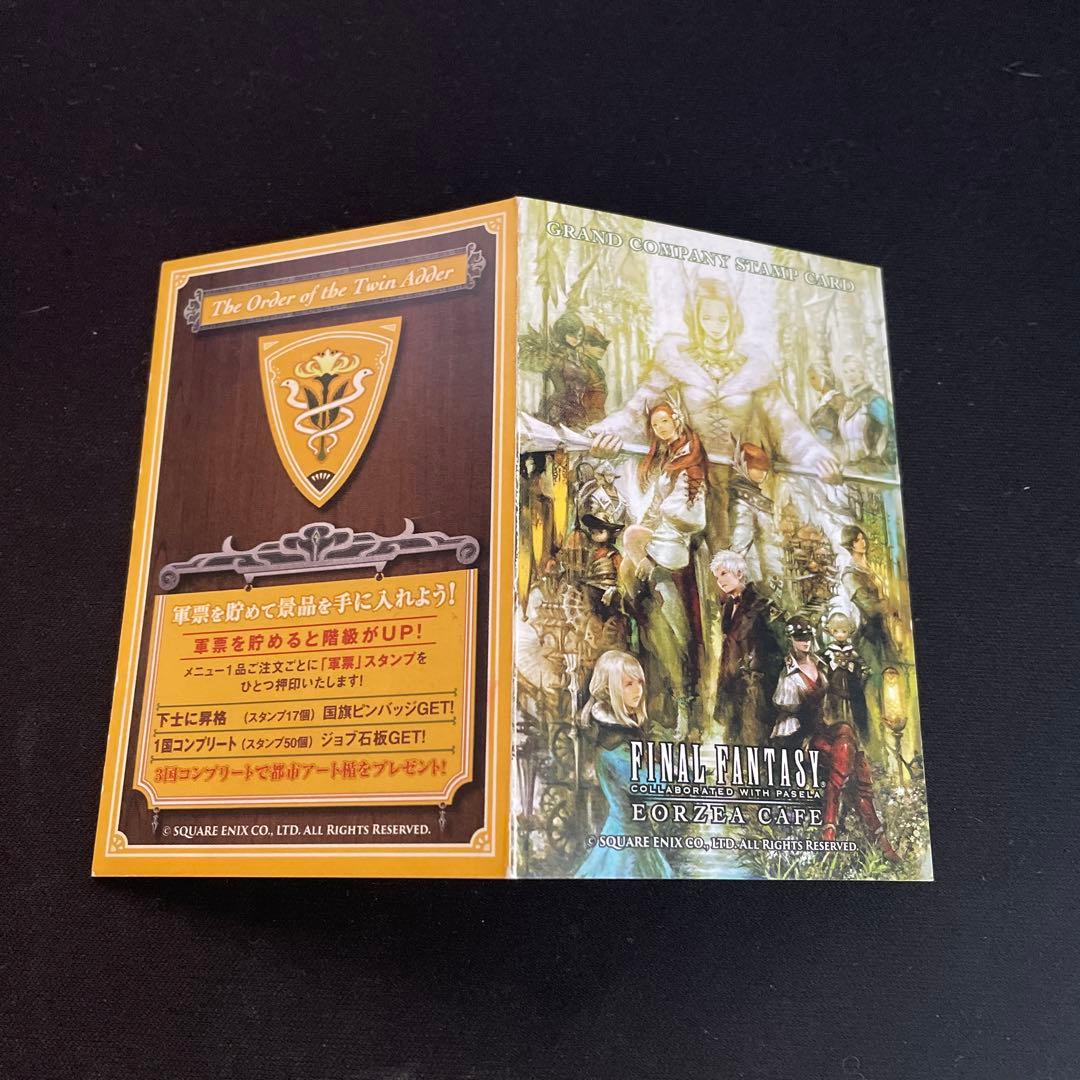 The Order of the Twin Adder
軍票を貯めて景品を手に入れよう!
軍票を貯めると階級がUP!
メニュー1品ご注文ごとに「軍票」スタンプを
ひとつ押印いたします!
下士に昇格 (スタンプ17個) 国旗ピンバッジGET!
1国コンプリート (スタンプ50個) ジョブ石板GET!
3国コンプリートで都市アート楯をプレゼント!
© SQUARE ENIX CO., LTD. ALL RIGHTS RESERVED.
GRAND COMPANY STAMP CARD
FINAL FANTASY®
COLLABORATED WITH PASELA
EORZEA CAFE
© SQUARE ENIX CO., LTD. ALL RIGHTS RESERVED.